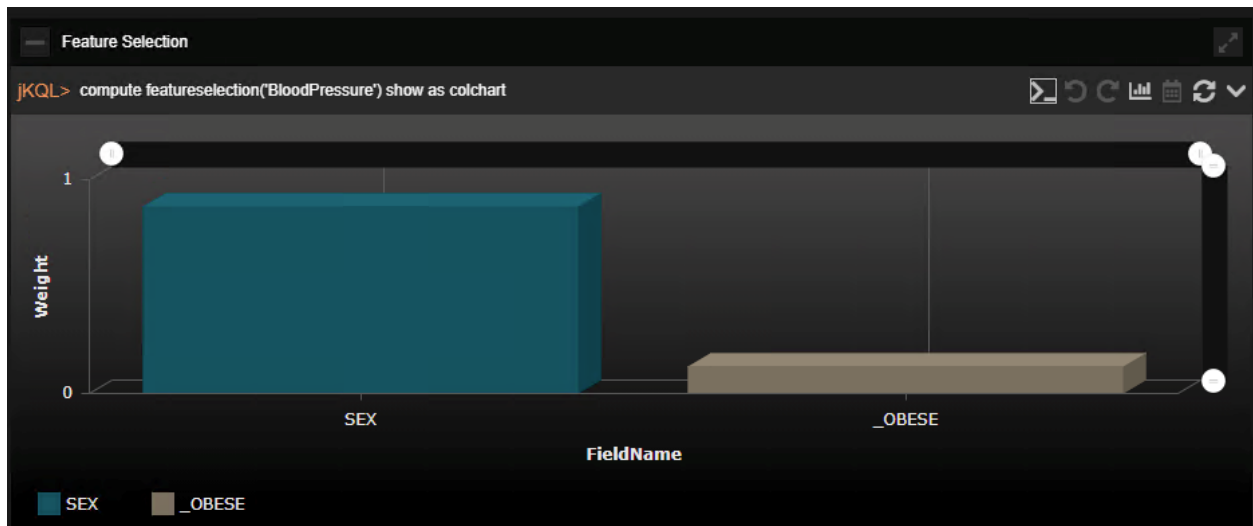 Feature Selection
jKQL> compute featureselection('BloodPressure') show as colchart
1
Weight
0
SEX _OBESE
FieldName
SEX _OBESE